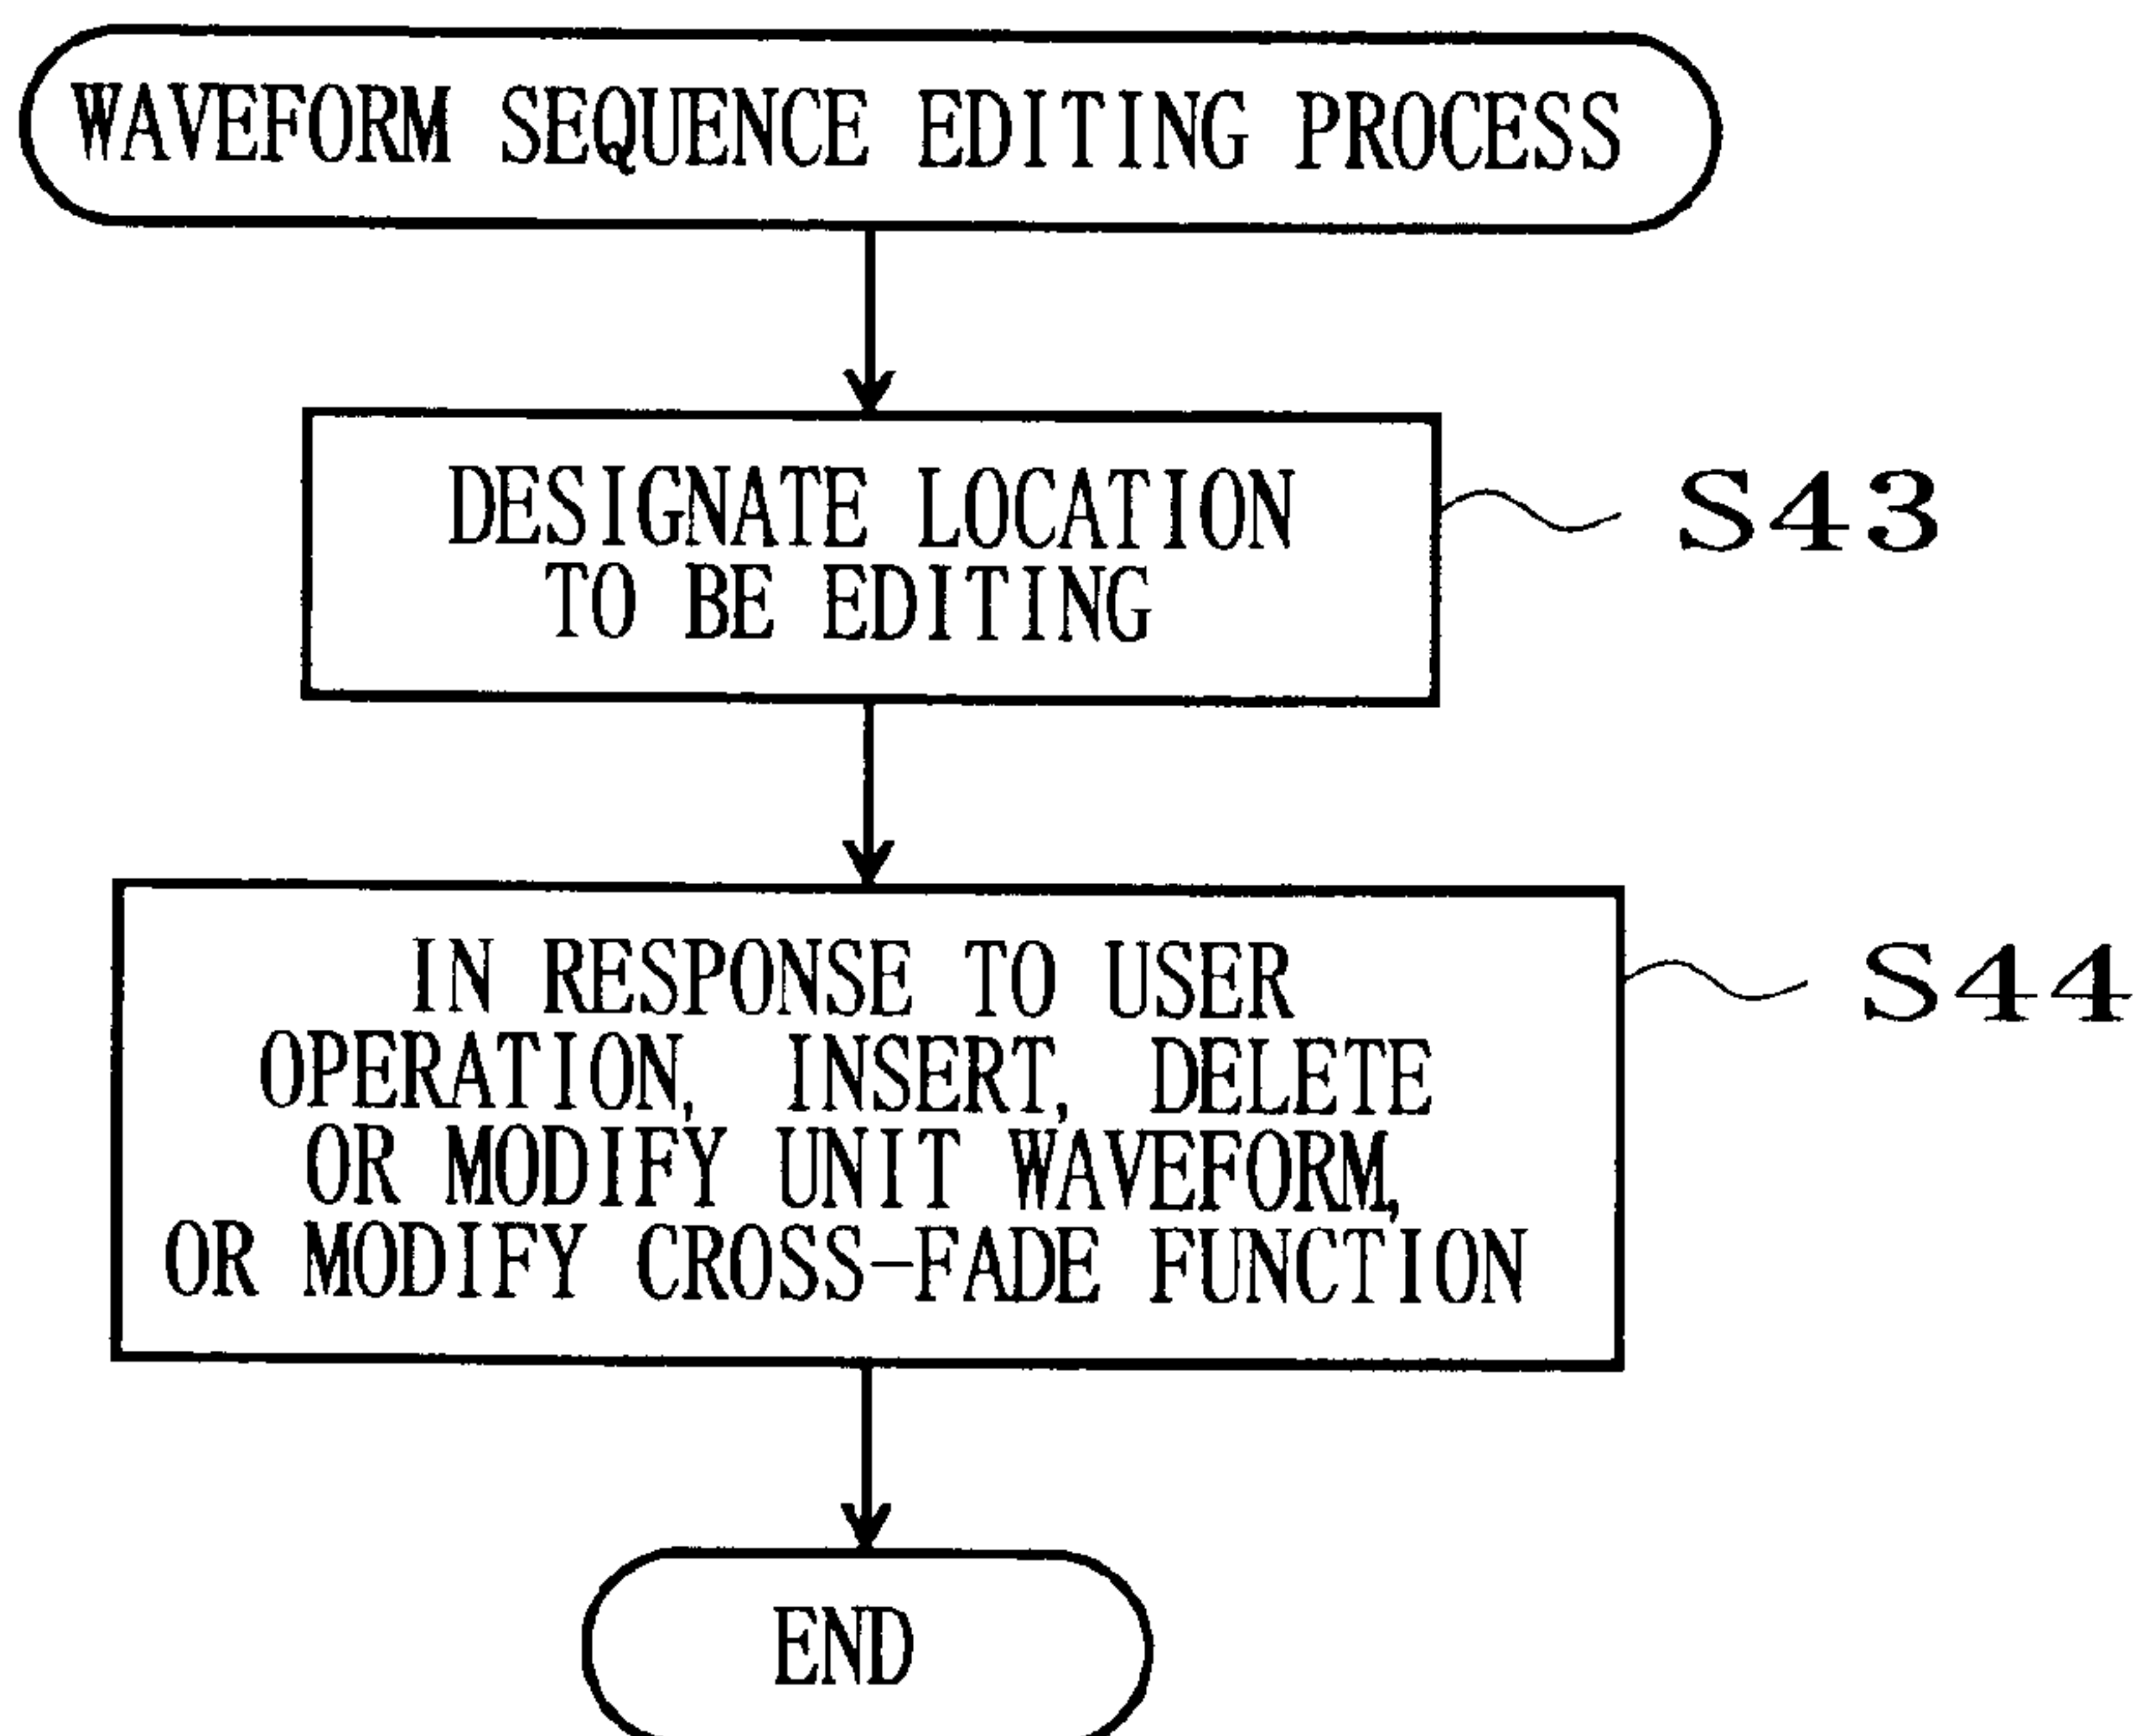 WAVEFORM SEQUENCE EDITING PROCESS
DESIGNATE LOCATION
TO BE EDITING
S43
IN RESPONSE TO USER
OPERATION, INSERT, DELETE
OR MODIFY UNIT WAVEFORM,
OR MODIFY CROSS-FADE FUNCTION
S44
END